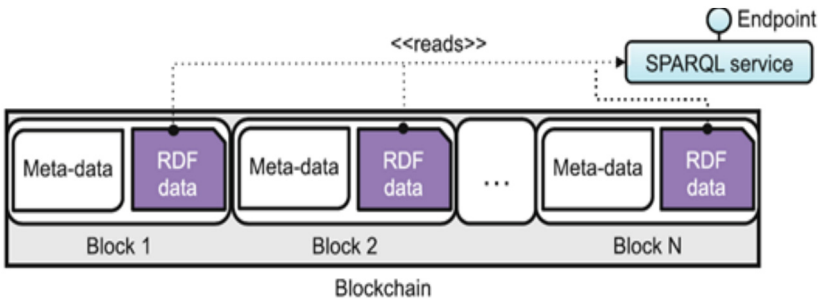 Endpoint
<<reads>>
SPARQL service
Meta-data
RDF
data
Meta-data
RDF
data
...
Meta-data
RDF
data
Block 1
Block 2
Block N
Blockchain